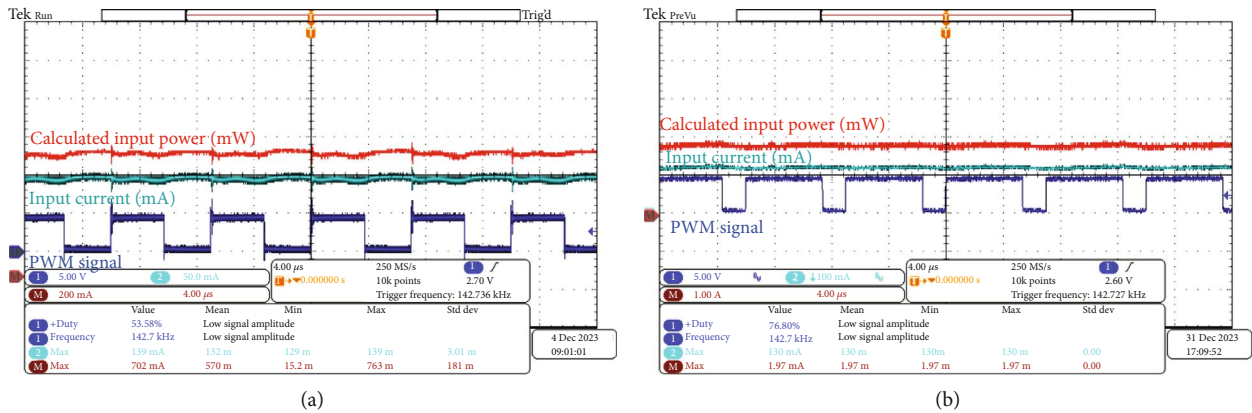 Tek Run
Trig'd
T
T
Calculated input power (mW)
Input current (mA)
PWM signal
M
1 5.00 V 2 50.0 mA
M 200 mA 4.00 μs
4.00 μs 250 MS/s 1
T 0.000000 s 10k points 2.70 V
Trigger frequency: 142.736 kHz
Value Mean Min Max Std dev
1 +Duty 53.58% Low signal amplitude
1 Frequency 142.7 kHz Low signal amplitude
2 Max 139 mA 132 m 129 m 139 m 3.01 m
M Max 702 mA 570 m 15.2 m 763 m 181 m
4 Dec 2023
09:01:01
(a)
Tek PreVu
T
T
Calculated input power (mW)
Input current (mA)
PWM signal
M
1 5.00 V 2 100 mA
M 1.00 A 4.00 μs
4.00 μs 250 MS/s 1
T 0.000000 s 10k points 2.60 V
Trigger frequency: 142.727 kHz
Value Mean Min Max Std dev
1 +Duty 76.80% Low signal amplitude
1 Frequency 142.7 kHz Low signal amplitude
2 Max 130 mA 130 m 130m 130 m 0.00
M Max 1.97 mA 1.97 m 1.97 m 1.97 m 0.00
31 Dec 2023
17:09:52
(b)